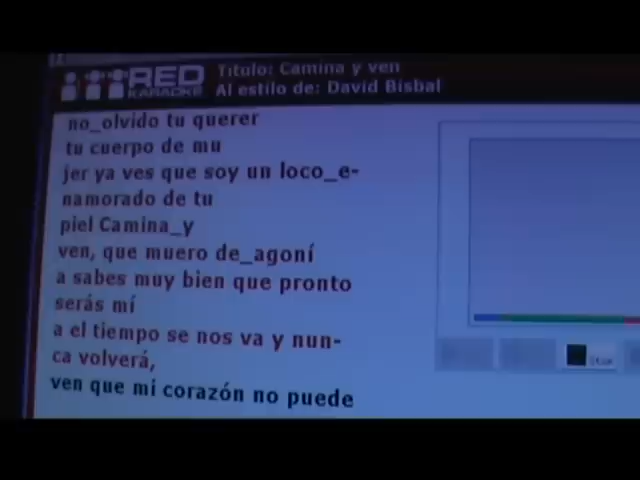 RED
KARAOKE
Titulo: Camina y ven
Al estilo de: David Bisbal
no_olvido tu querer
tu cuerpo de mu
jer ya ves que soy un loco_e-
namorado de tu
piel Camina_y
ven, que muero de_agoní
a sabes muy bien que pronto
serás mí
a el tiempo se nos va y nun-
ca volverá,
ven que mi corazón no puede